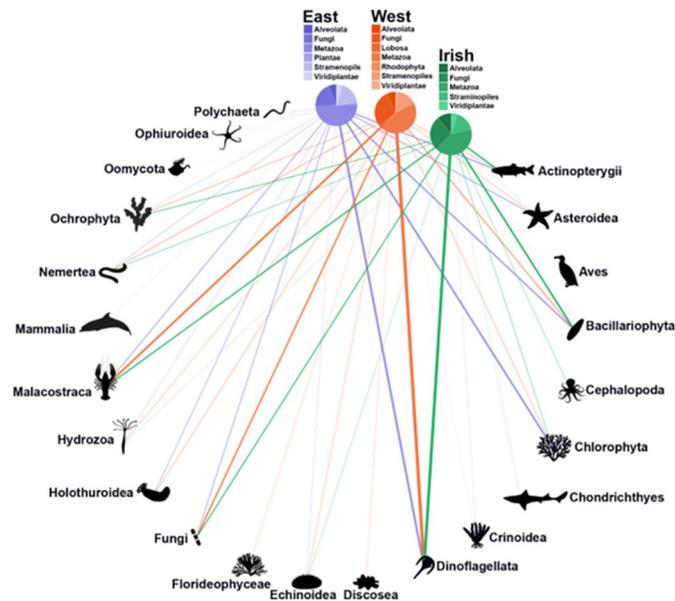 East
Alveolata
Fungi
Metazoa
Plantae
Stramenopile
Viridiplantae
West
Alveolata
Fungi
Lobosa
Metazoa
Rhodophyta
Stramenopiles
Viridiplantae
Irish
Alveolata
Fungi
Metazoa
Straminopiles
Viridiplantae
Polychaeta
Ophiuroidea
Oomycota
Ochrophyta
Nemertea
Mammalia
Malacostraca
Hydrozoa
Holothuroidea
Fungi
Florideophyceae
Echinoidea
Discosea
Dinoflagellata
Crinoidea
Chondrichthyes
Chlorophyta
Cephalopoda
Bacillariophyta
Aves
Asteroidea
Actinopterygii